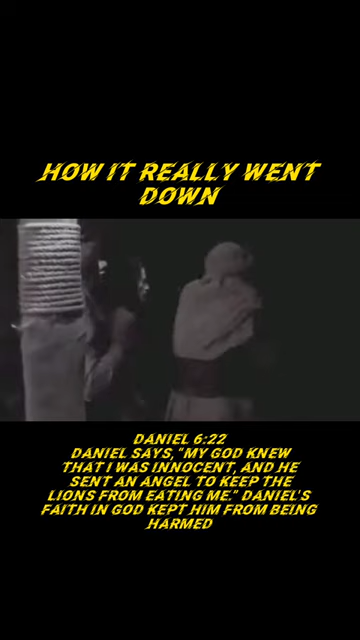 HOW IT REALLY WENT
DOWN
DANIEL 6:22
DANIEL SAYS, "MY GOD KNEW
THAT I WAS INNOCENT, AND HE
SENT AN ANGEL TO KEEP THE
LIONS FROM EATING ME." DANIEL'S
FAITH IN GOD KEPT HIM FROM BEING
HARMED